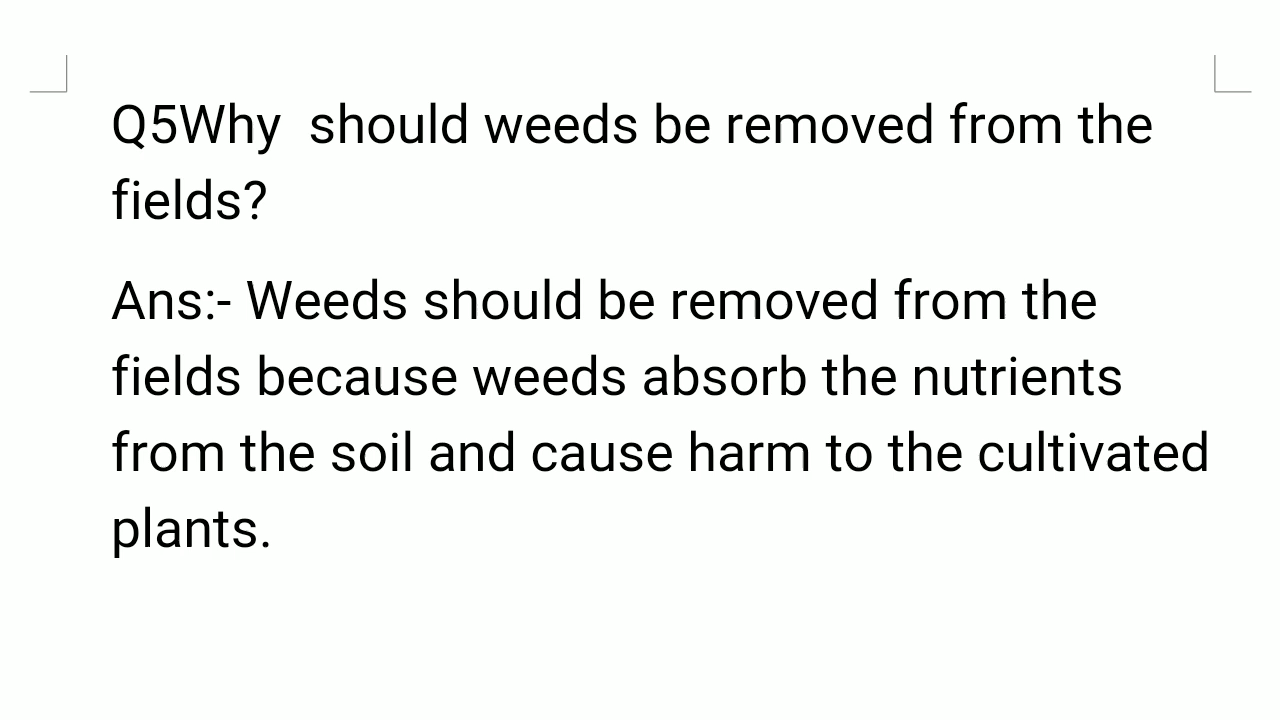 Q5Why  should weeds be removed from the
fields?
Ans:- Weeds should be removed from the
fields because weeds absorb the nutrients
from the soil and cause harm to the cultivated
plants.